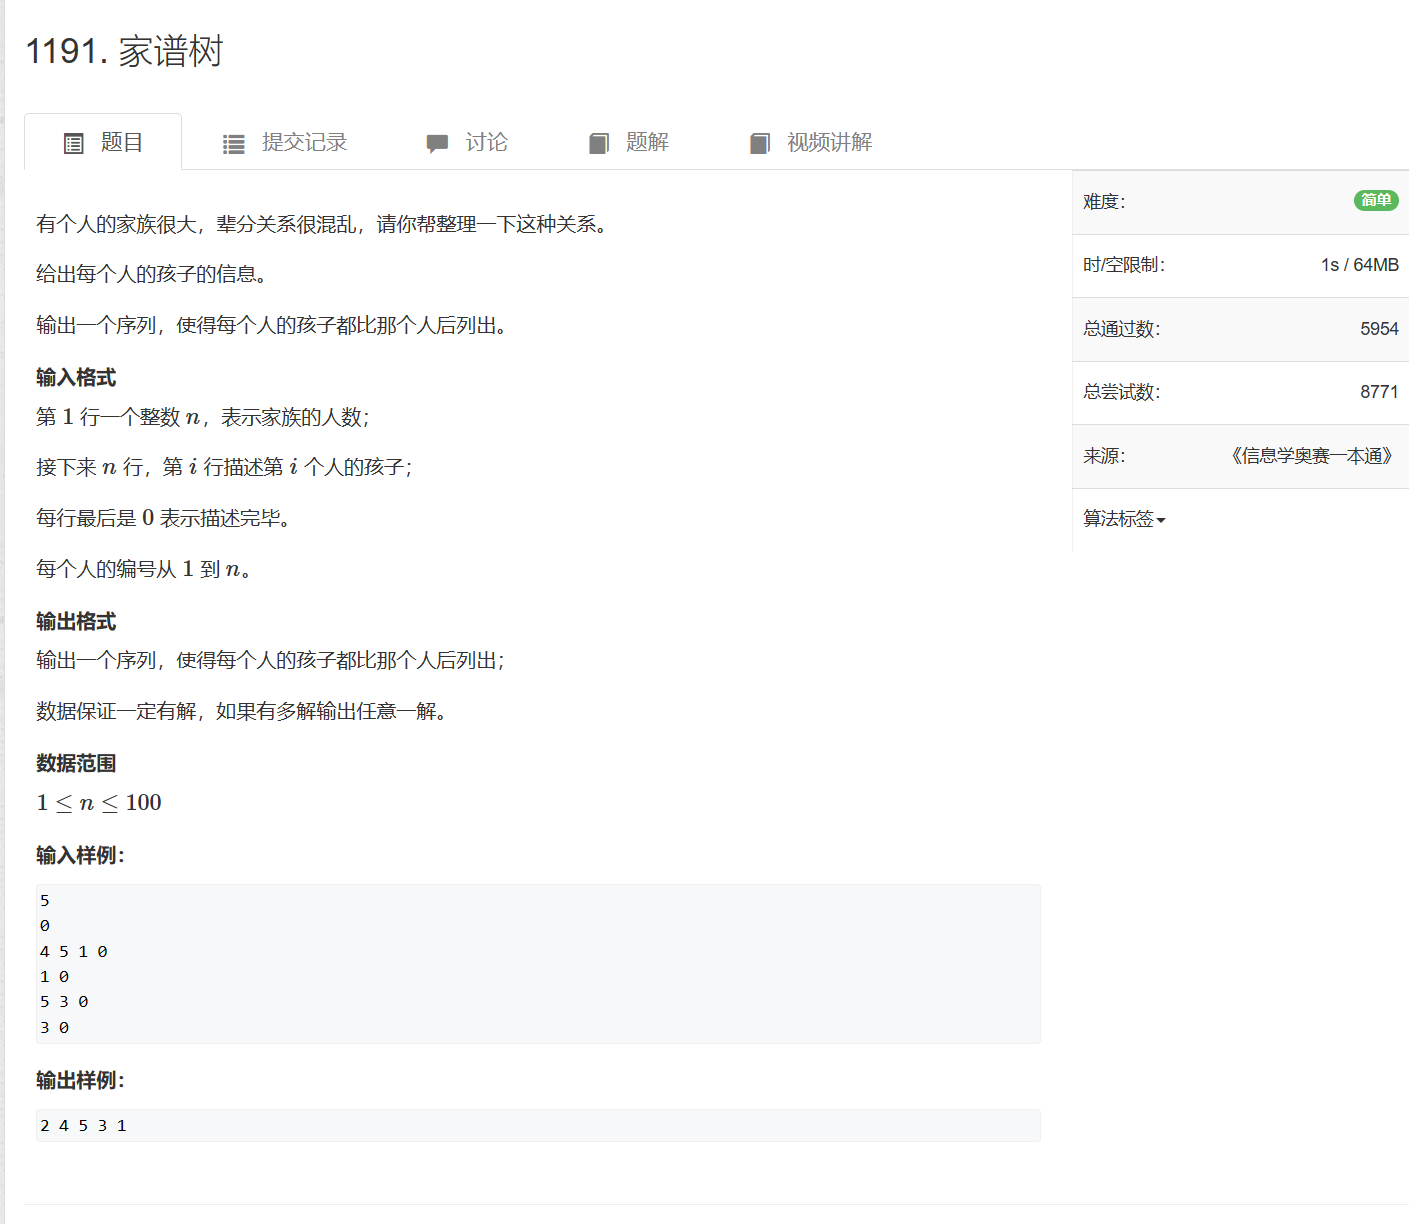 1191. 家谱树
题目
提交记录
讨论
题解
视频讲解
有个人的家族很大，辈分关系很混乱，请你帮整理一下这种关系。
给出每个人的孩子的信息。
输出一个序列，使得每个人的孩子都比那个人后列出。
输入格式
第 1 行一个整数 n，表示家族的人数；
接下来 n 行，第 i 行描述第 i 个人的孩子；
每行最后是 0 表示描述完毕。
每个人的编号从 1 到 n。
输出格式
输出一个序列，使得每个人的孩子都比那个人后列出；
数据保证一定有解，如果有多解输出任意一解。
数据范围
1 ≤ n ≤ 100
输入样例：
5
0
4 5 1 0
1 0
5 3 0
3 0
输出样例：
2 4 5 3 1
难度： 简单
时/空限制： 1s / 64MB
总通过数： 5954
总尝试数： 8771
来源： 《信息学奥赛一本通》
算法标签